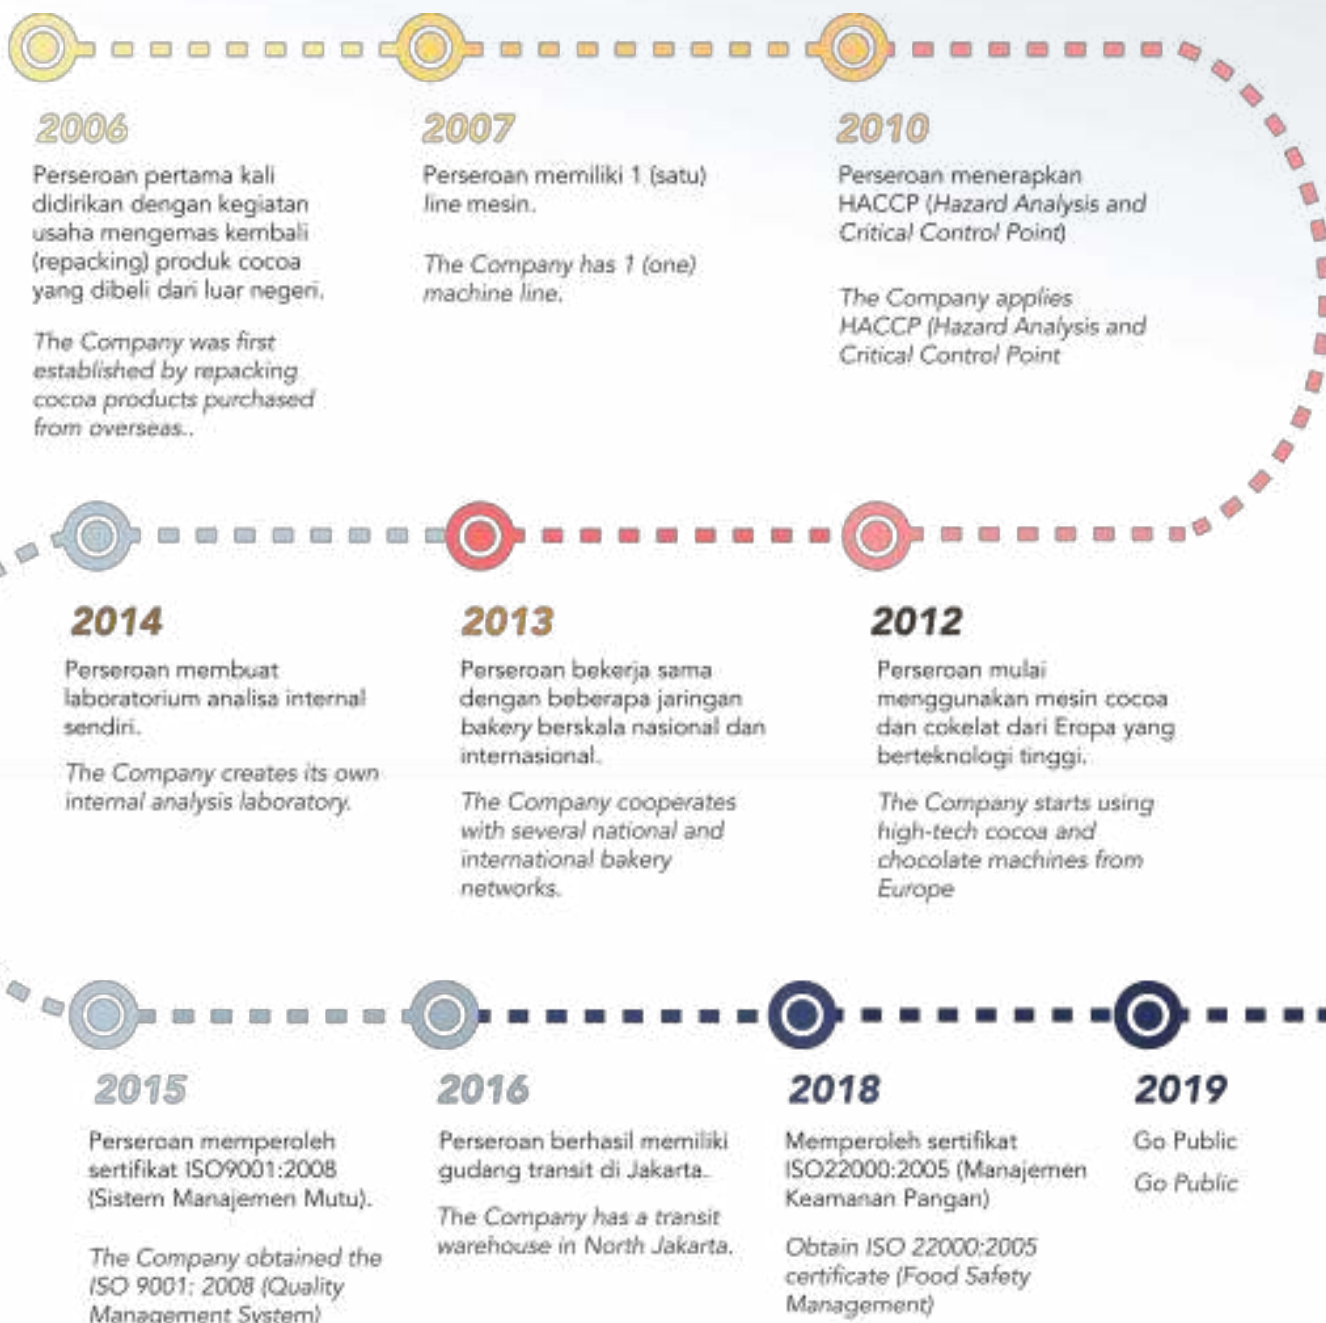 2006
Perseroan pertama kali
didirikan dengan kegiatan
usaha mengemas kembali
(repacking) produk cocoa
yang dibeli dari luar negeri.
The Company was first
established by repacking
cocoa products purchased
from overseas..
2007
Perseroan memiliki 1 (satu)
line mesin.
The Company has 1 (one)
machine line.
2010
Perseroan menerapkan
HACCP (Hazard Analysis and
Critical Control Point)
The Company applies
HACCP (Hazard Analysis and
Critical Control Point
2012
Perseroan mulai
menggunakan mesin cocoa
dan cokelat dari Eropa yang
berteknologi tinggi.
The Company starts using
high-tech cocoa and
chocolate machines from
Europe
2013
Perseroan bekerja sama
dengan beberapa jaringan
bakery berskala nasional dan
internasional.
The Company cooperates
with several national and
international bakery
networks.
2014
Perseroan membuat
laboratorium analisa internal
sendiri.
The Company creates its own
internal analysis laboratory.
2015
Perseroan memperoleh
sertifikat ISO9001:2008
(Sistem Manajemen Mutu).
The Company obtained the
ISO 9001: 2008 (Quality
Management System)
2016
Perseroan berhasil memiliki
gudang transit di Jakarta.
The Company has a transit
warehouse in North Jakarta.
2018
Memperoleh sertifikat
ISO22000:2005 (Manajemen
Keamanan Pangan)
Obtain ISO 22000:2005
certificate (Food Safety
Management)
2019
Go Public
Go Public